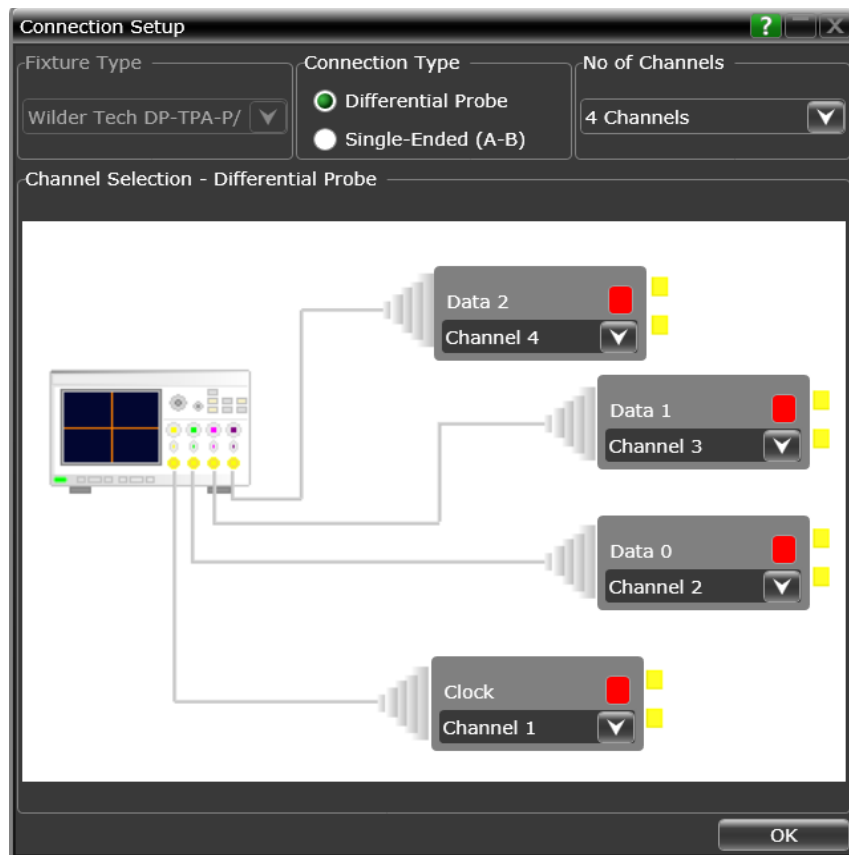 Connection Setup
?
X
Fixture Type
Wilder Tech DP-TPA-P/
Connection Type
Differential Probe
Single-Ended (A-B)
No of Channels
4 Channels
Channel Selection - Differential Probe
Data 2
Channel 4
Data 1
Channel 3
Data 0
Channel 2
Clock
Channel 1
OK